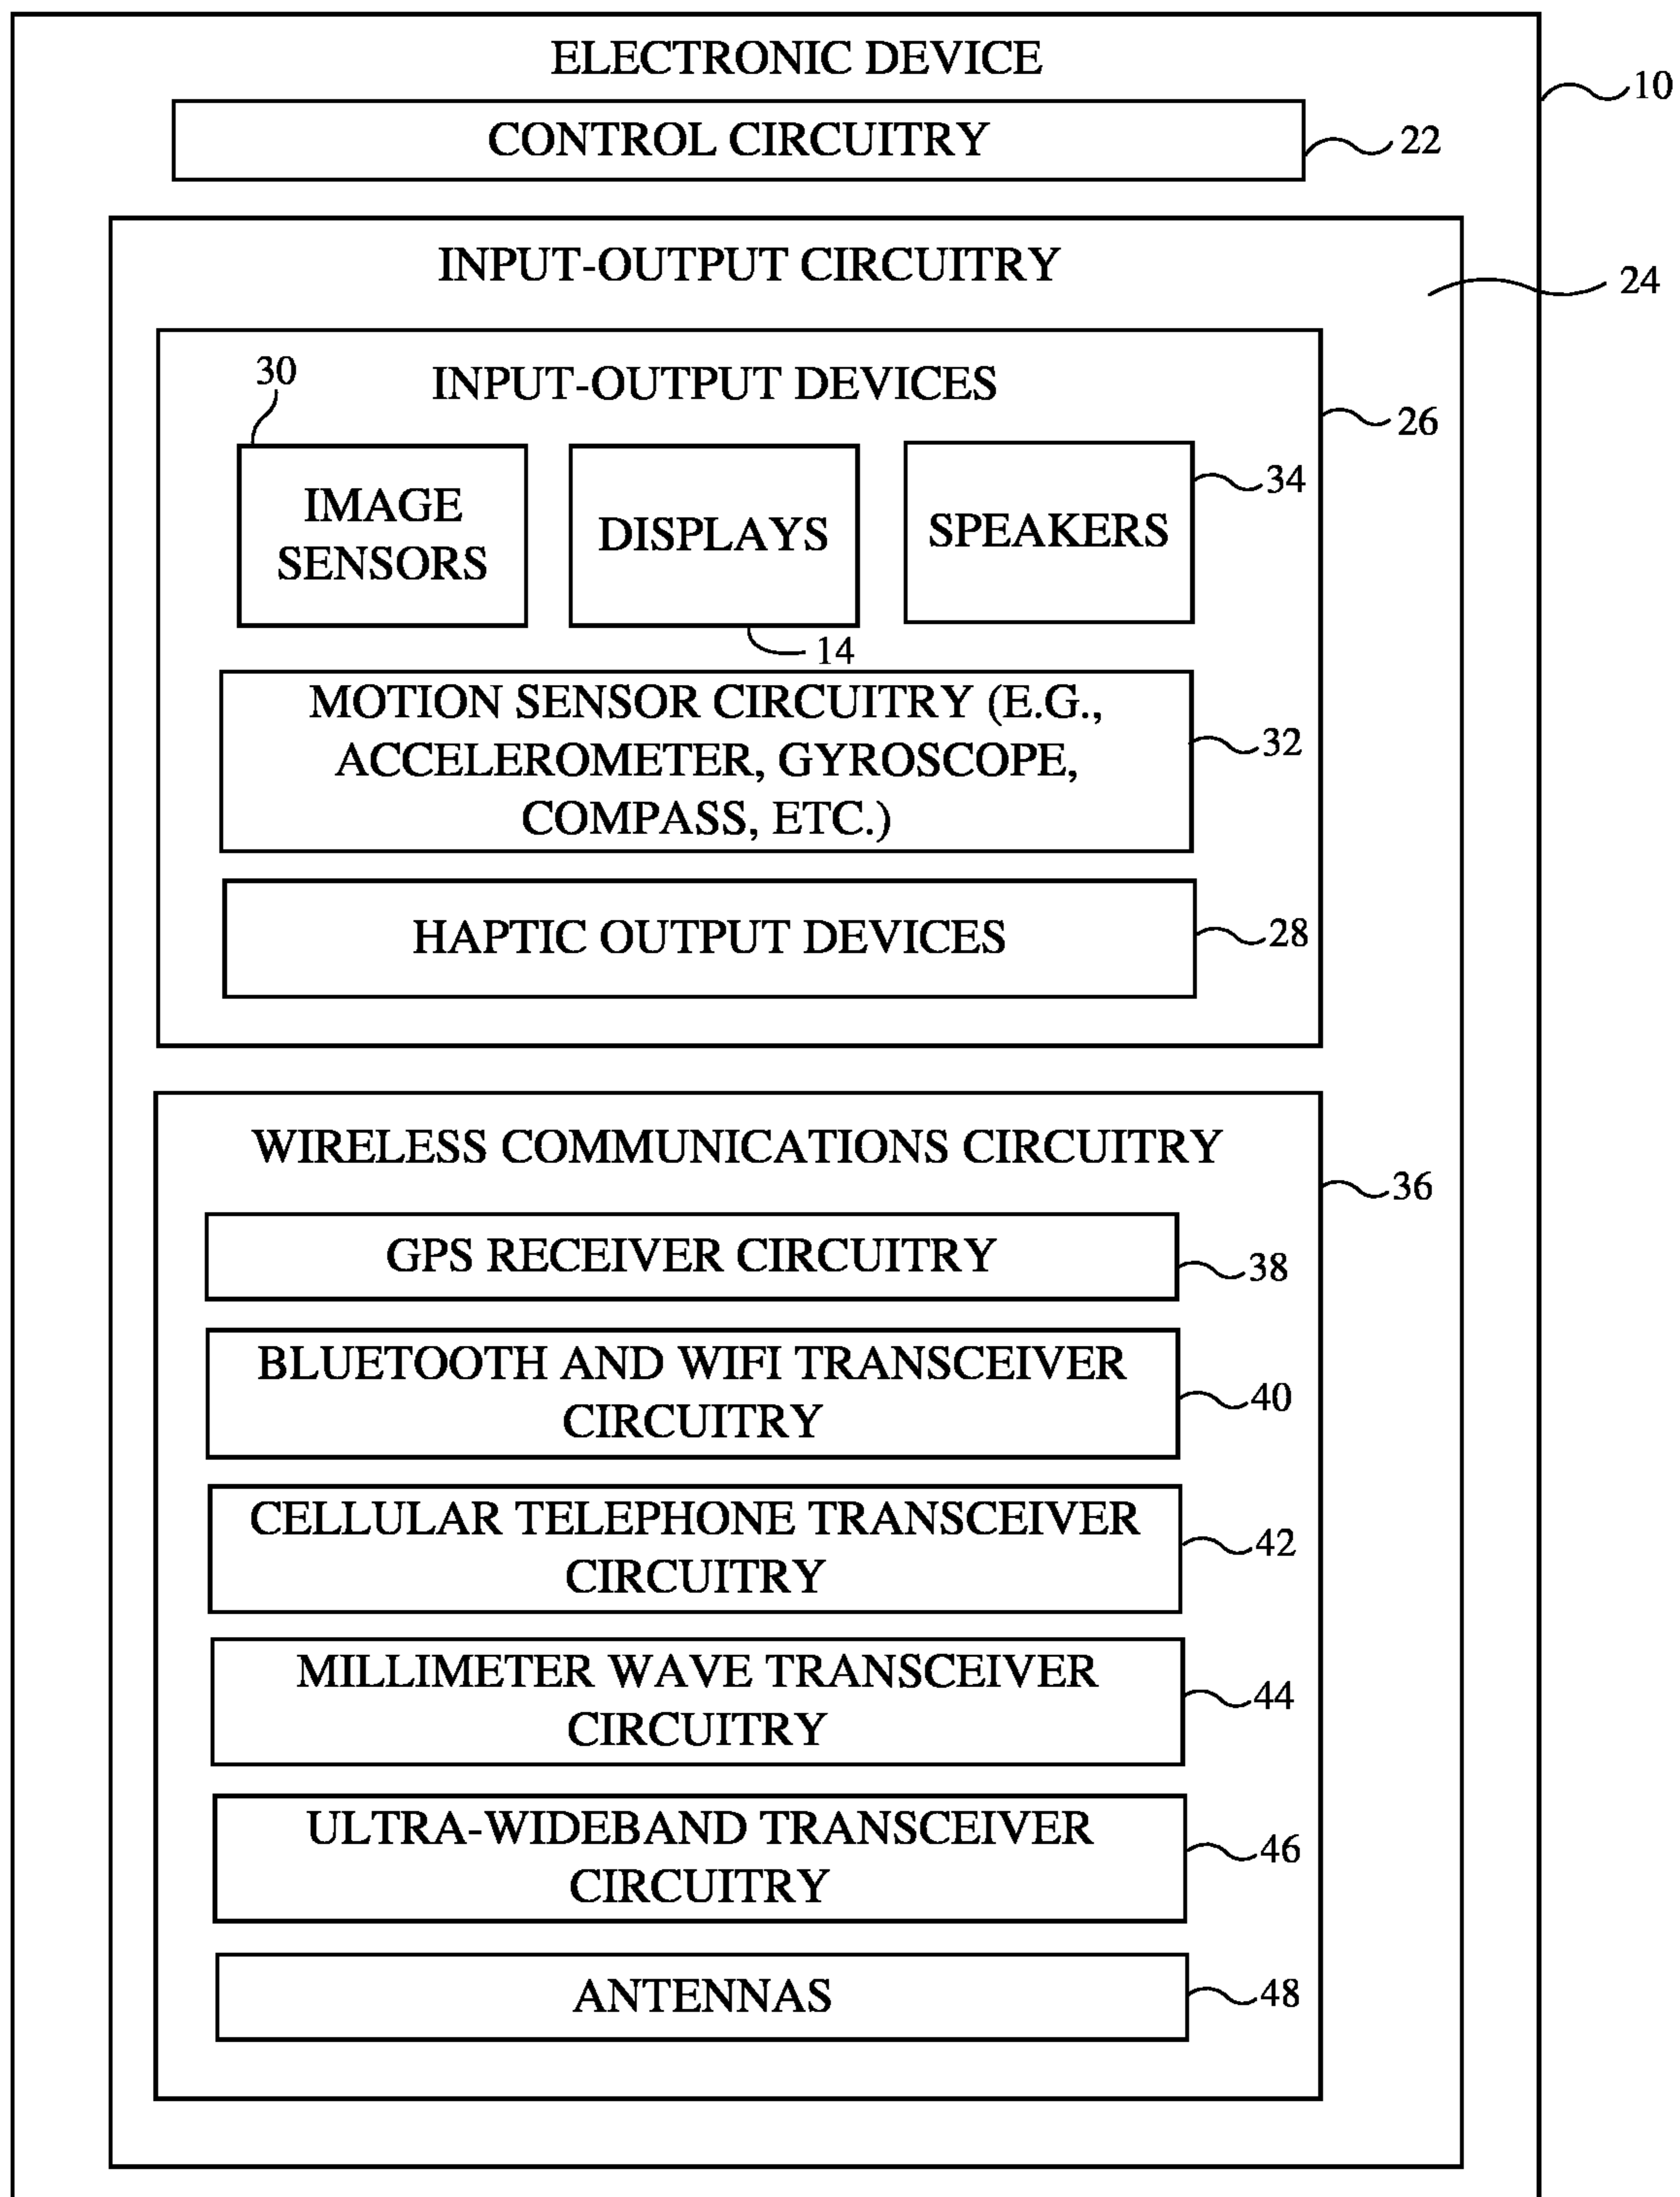 ELECTRONIC DEVICE
10
CONTROL CIRCUITRY
22
INPUT-OUTPUT CIRCUITRY
24
30
INPUT-OUTPUT DEVICES
26
IMAGE
SENSORS
DISPLAYS
14
SPEAKERS
34
MOTION SENSOR CIRCUITRY (E.G.,
ACCELEROMETER, GYROSCOPE,
COMPASS, ETC.)
32
HAPTIC OUTPUT DEVICES
28
WIRELESS COMMUNICATIONS CIRCUITRY
36
GPS RECEIVER CIRCUITRY
38
BLUETOOTH AND WIFI TRANSCEIVER
CIRCUITRY
40
CELLULAR TELEPHONE TRANSCEIVER
CIRCUITRY
42
MILLIMETER WAVE TRANSCEIVER
CIRCUITRY
44
ULTRA-WIDEBAND TRANSCEIVER
CIRCUITRY
46
ANTENNAS
48